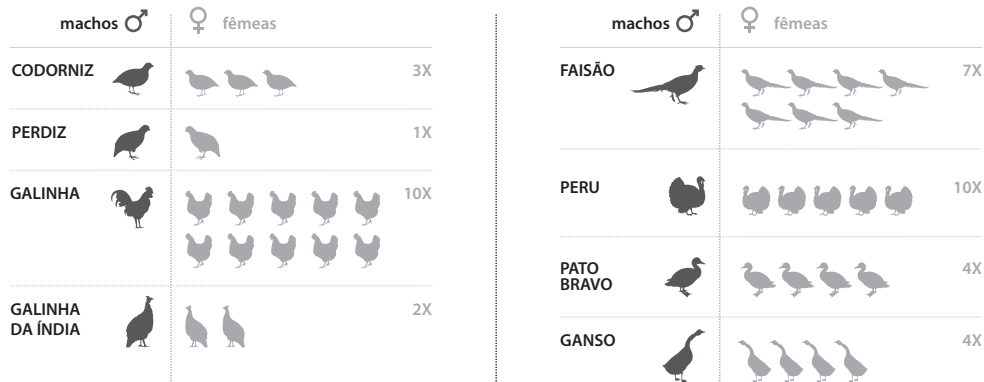 machos ♂ ♀ fêmeas
CODORNIZ 3X
PERDIZ 1X
GALINHA 10X
GALINHA
DA ÍNDIA 2X
machos ♂ ♀ fêmeas
FAISÃO 7X
PERU 10X
PATO
BRAVO 4X
GANSO 4X